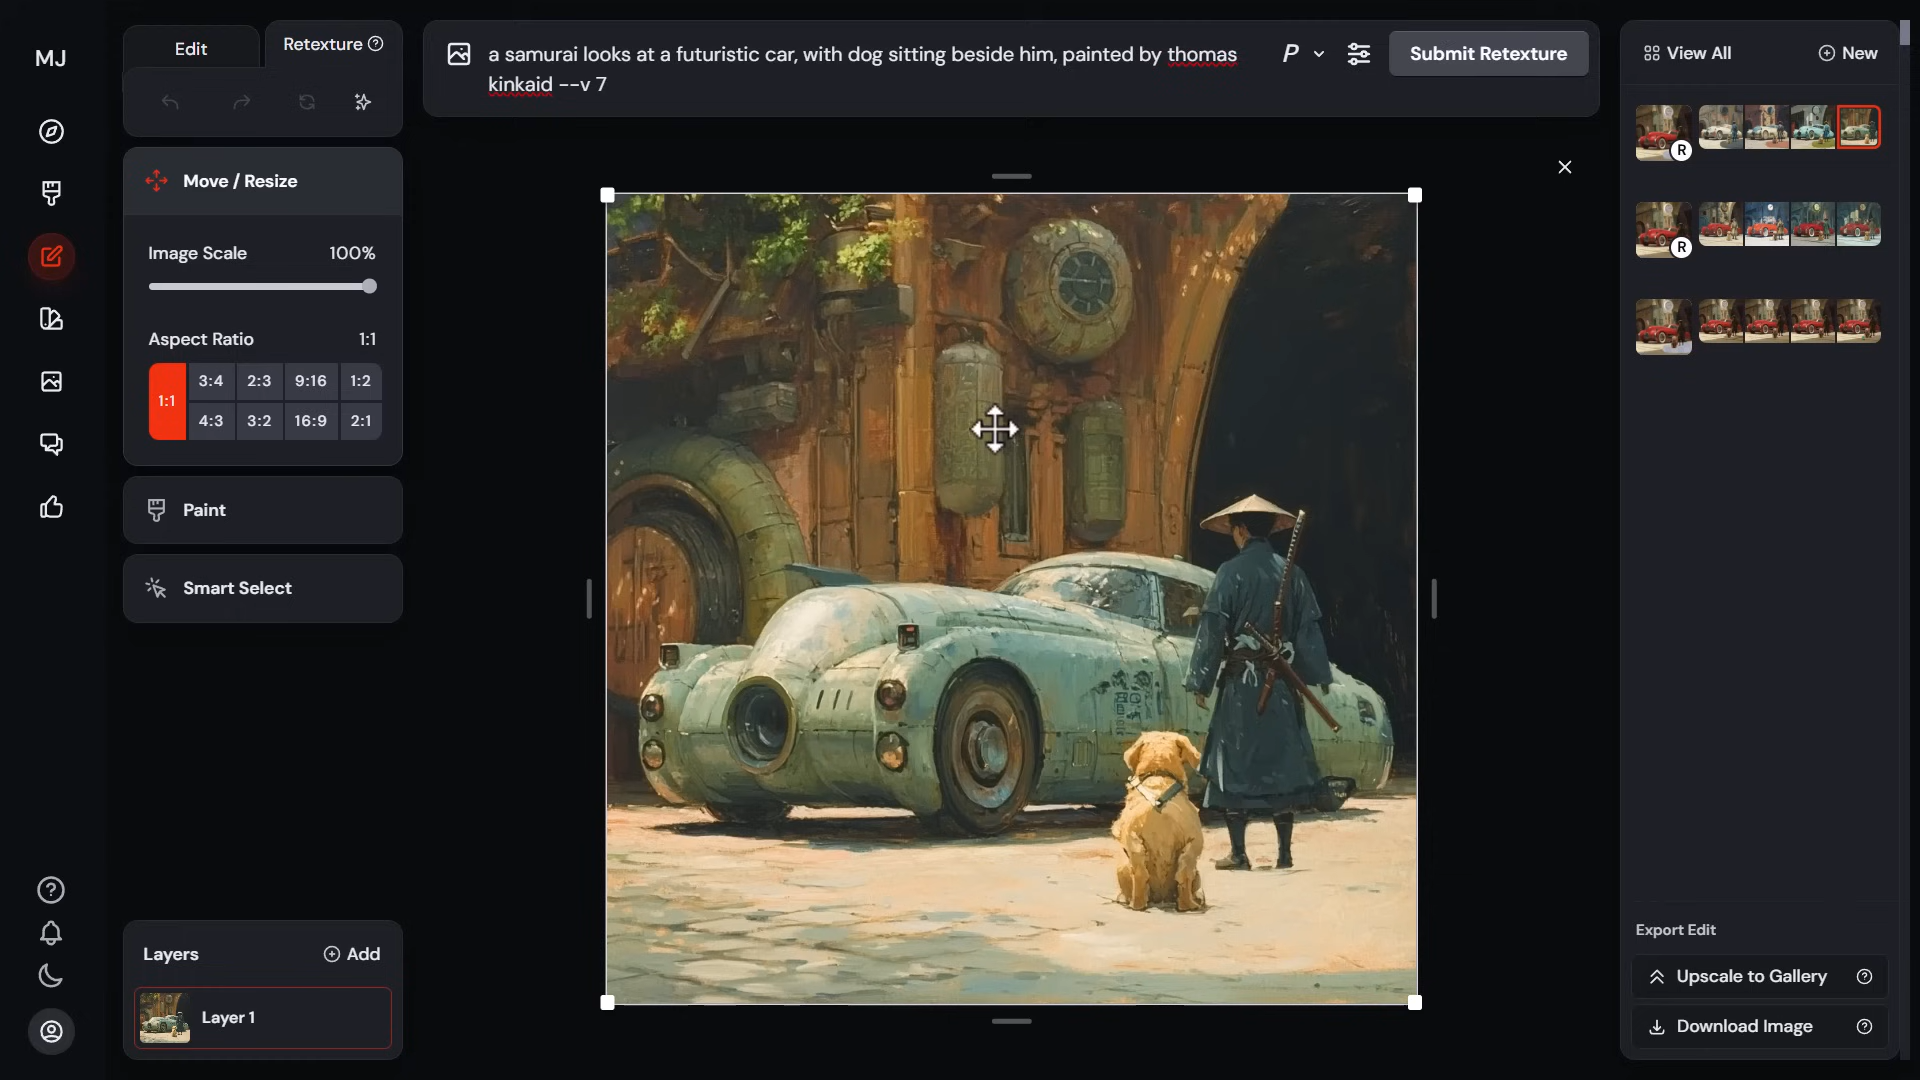 MJ
Edit
Retexture
a samurai looks at a futuristic car, with dog sitting beside him, painted by thomas
kinkaid --v 7
P
Submit Retexture
View All
New
R
R
Move / Resize
Image Scale
100%
Aspect Ratio
1:1
1:1
3:4
2:3
9:16
1:2
4:3
3:2
16:9
2:1
Paint
Smart Select
Layers
Add
Layer 1
Export Edit
Upscale to Gallery
Download Image